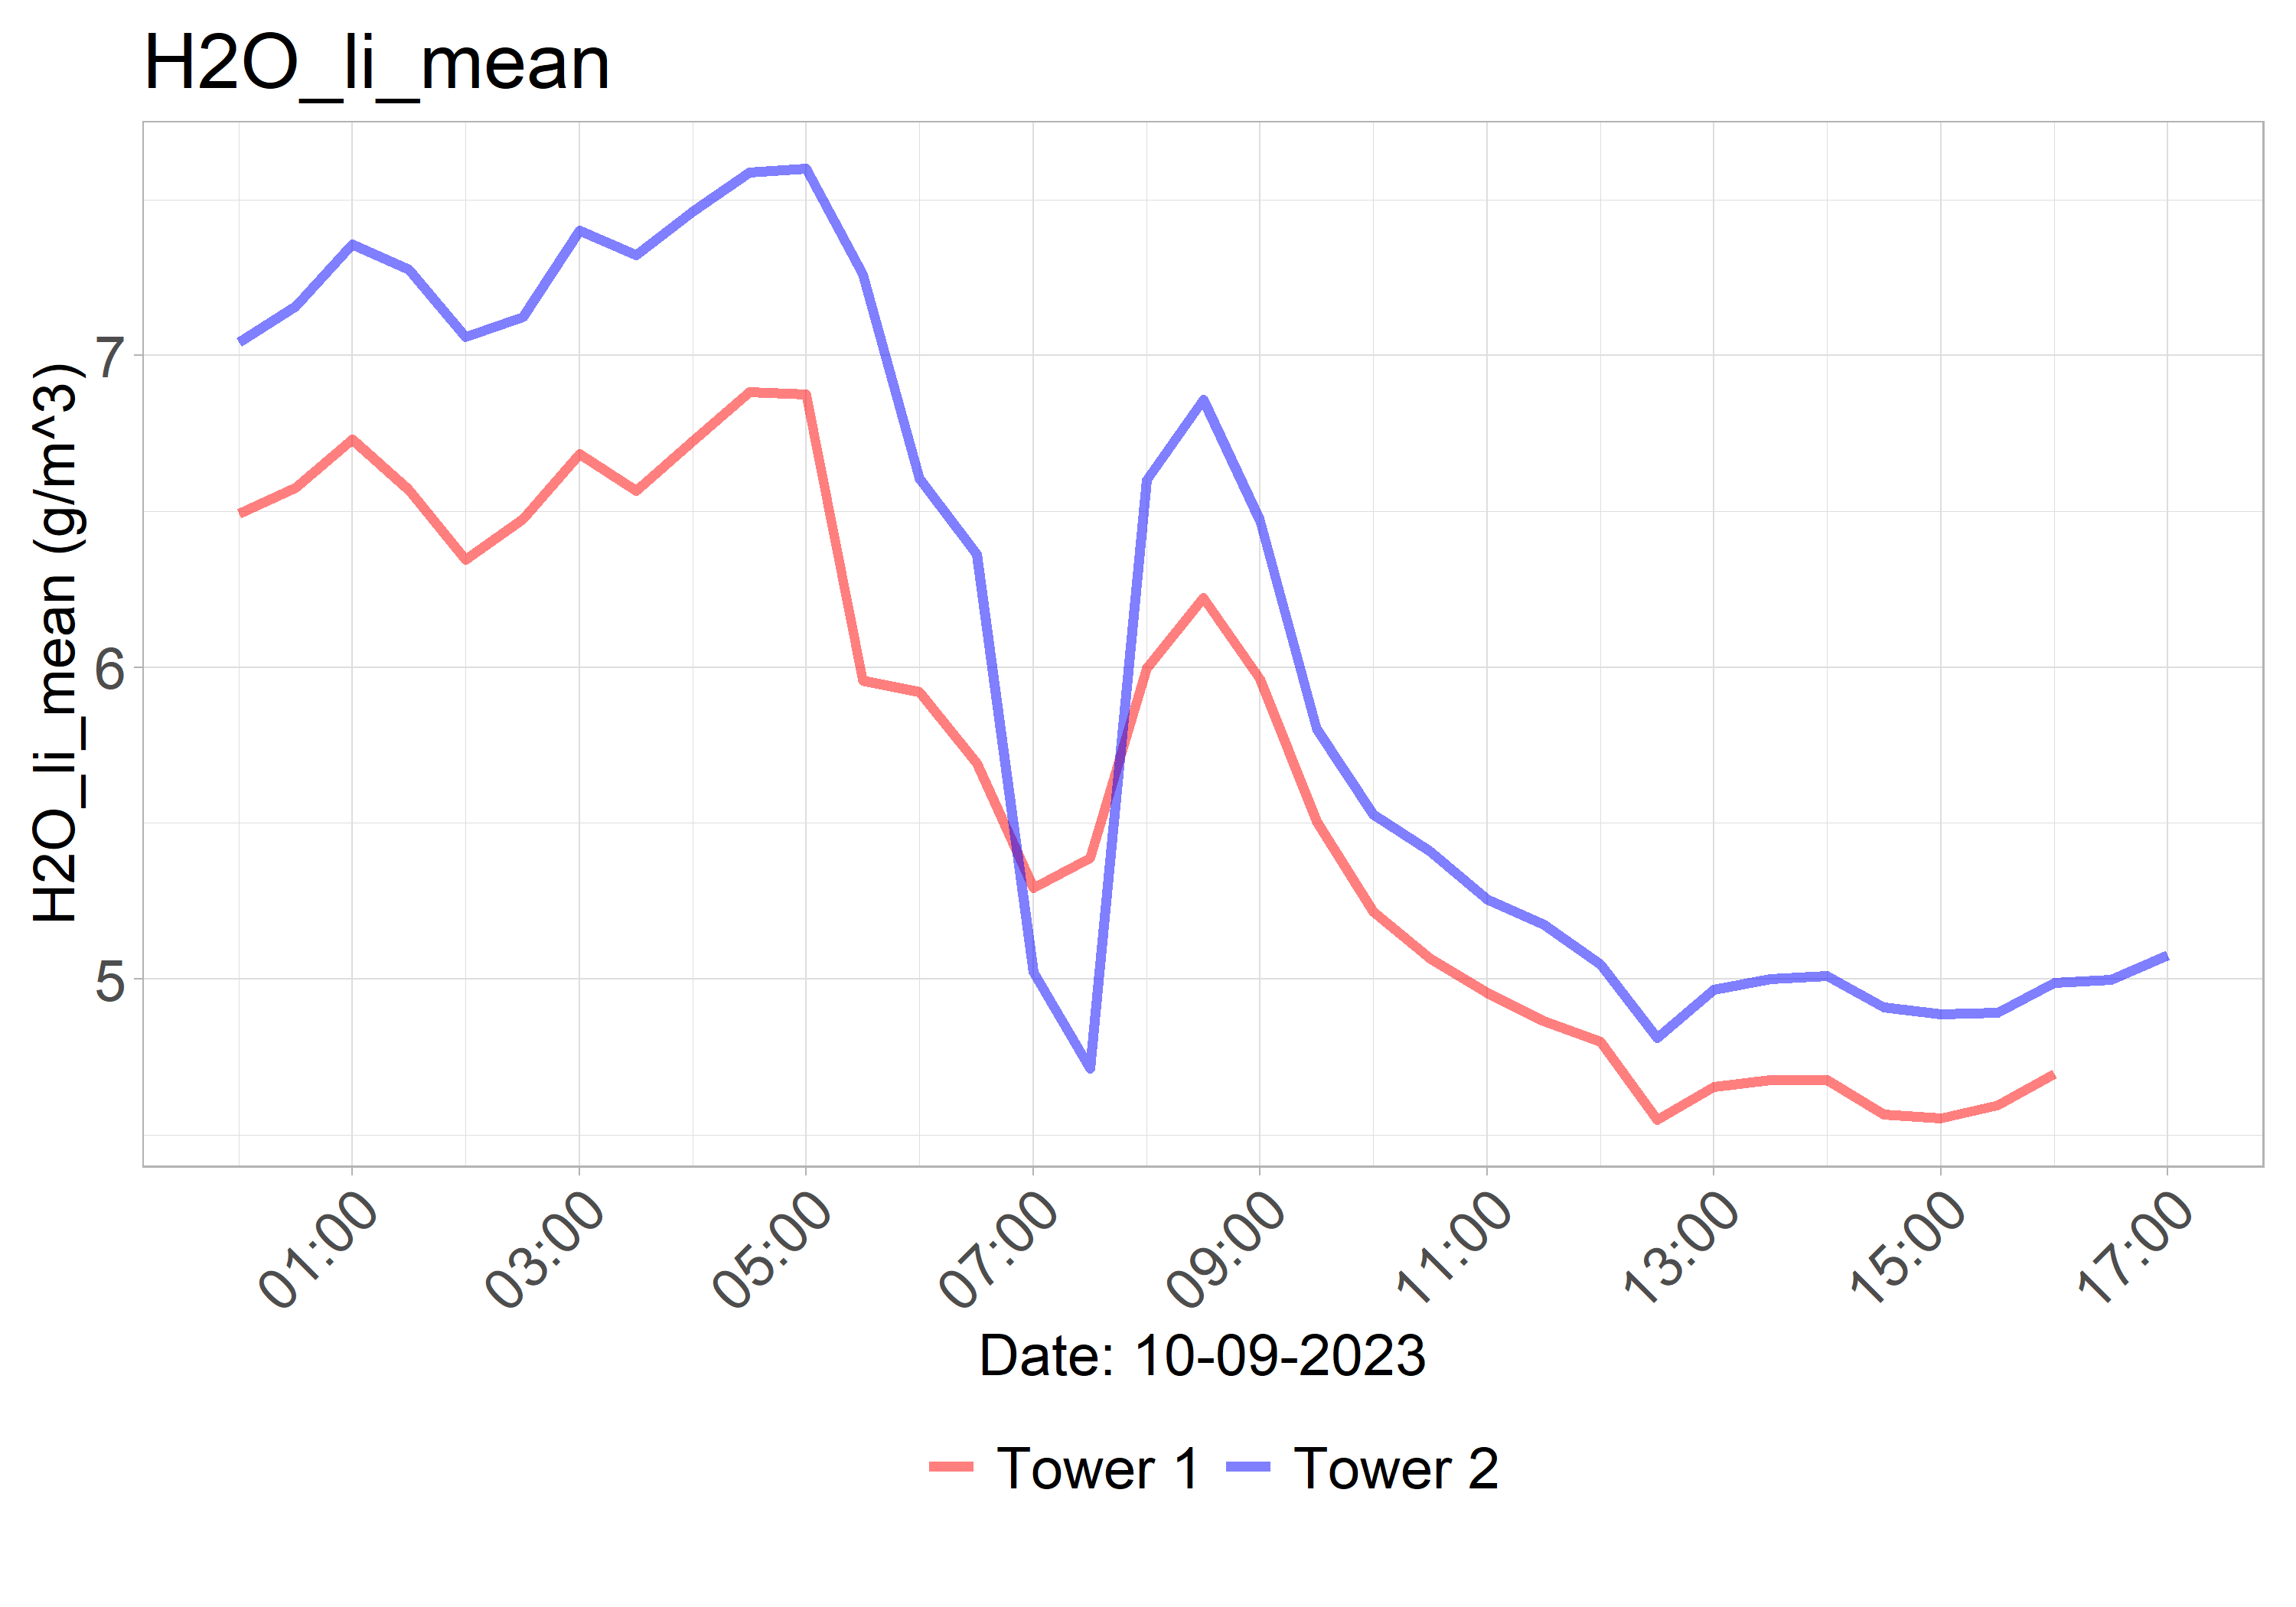 H2O_li_mean
H2O_li_mean (g/m^3)
7
6
5
01:00 03:00 05:00 07:00 09:00 11:00 13:00 15:00 17:00
Date: 10-09-2023
Tower 1 Tower 2